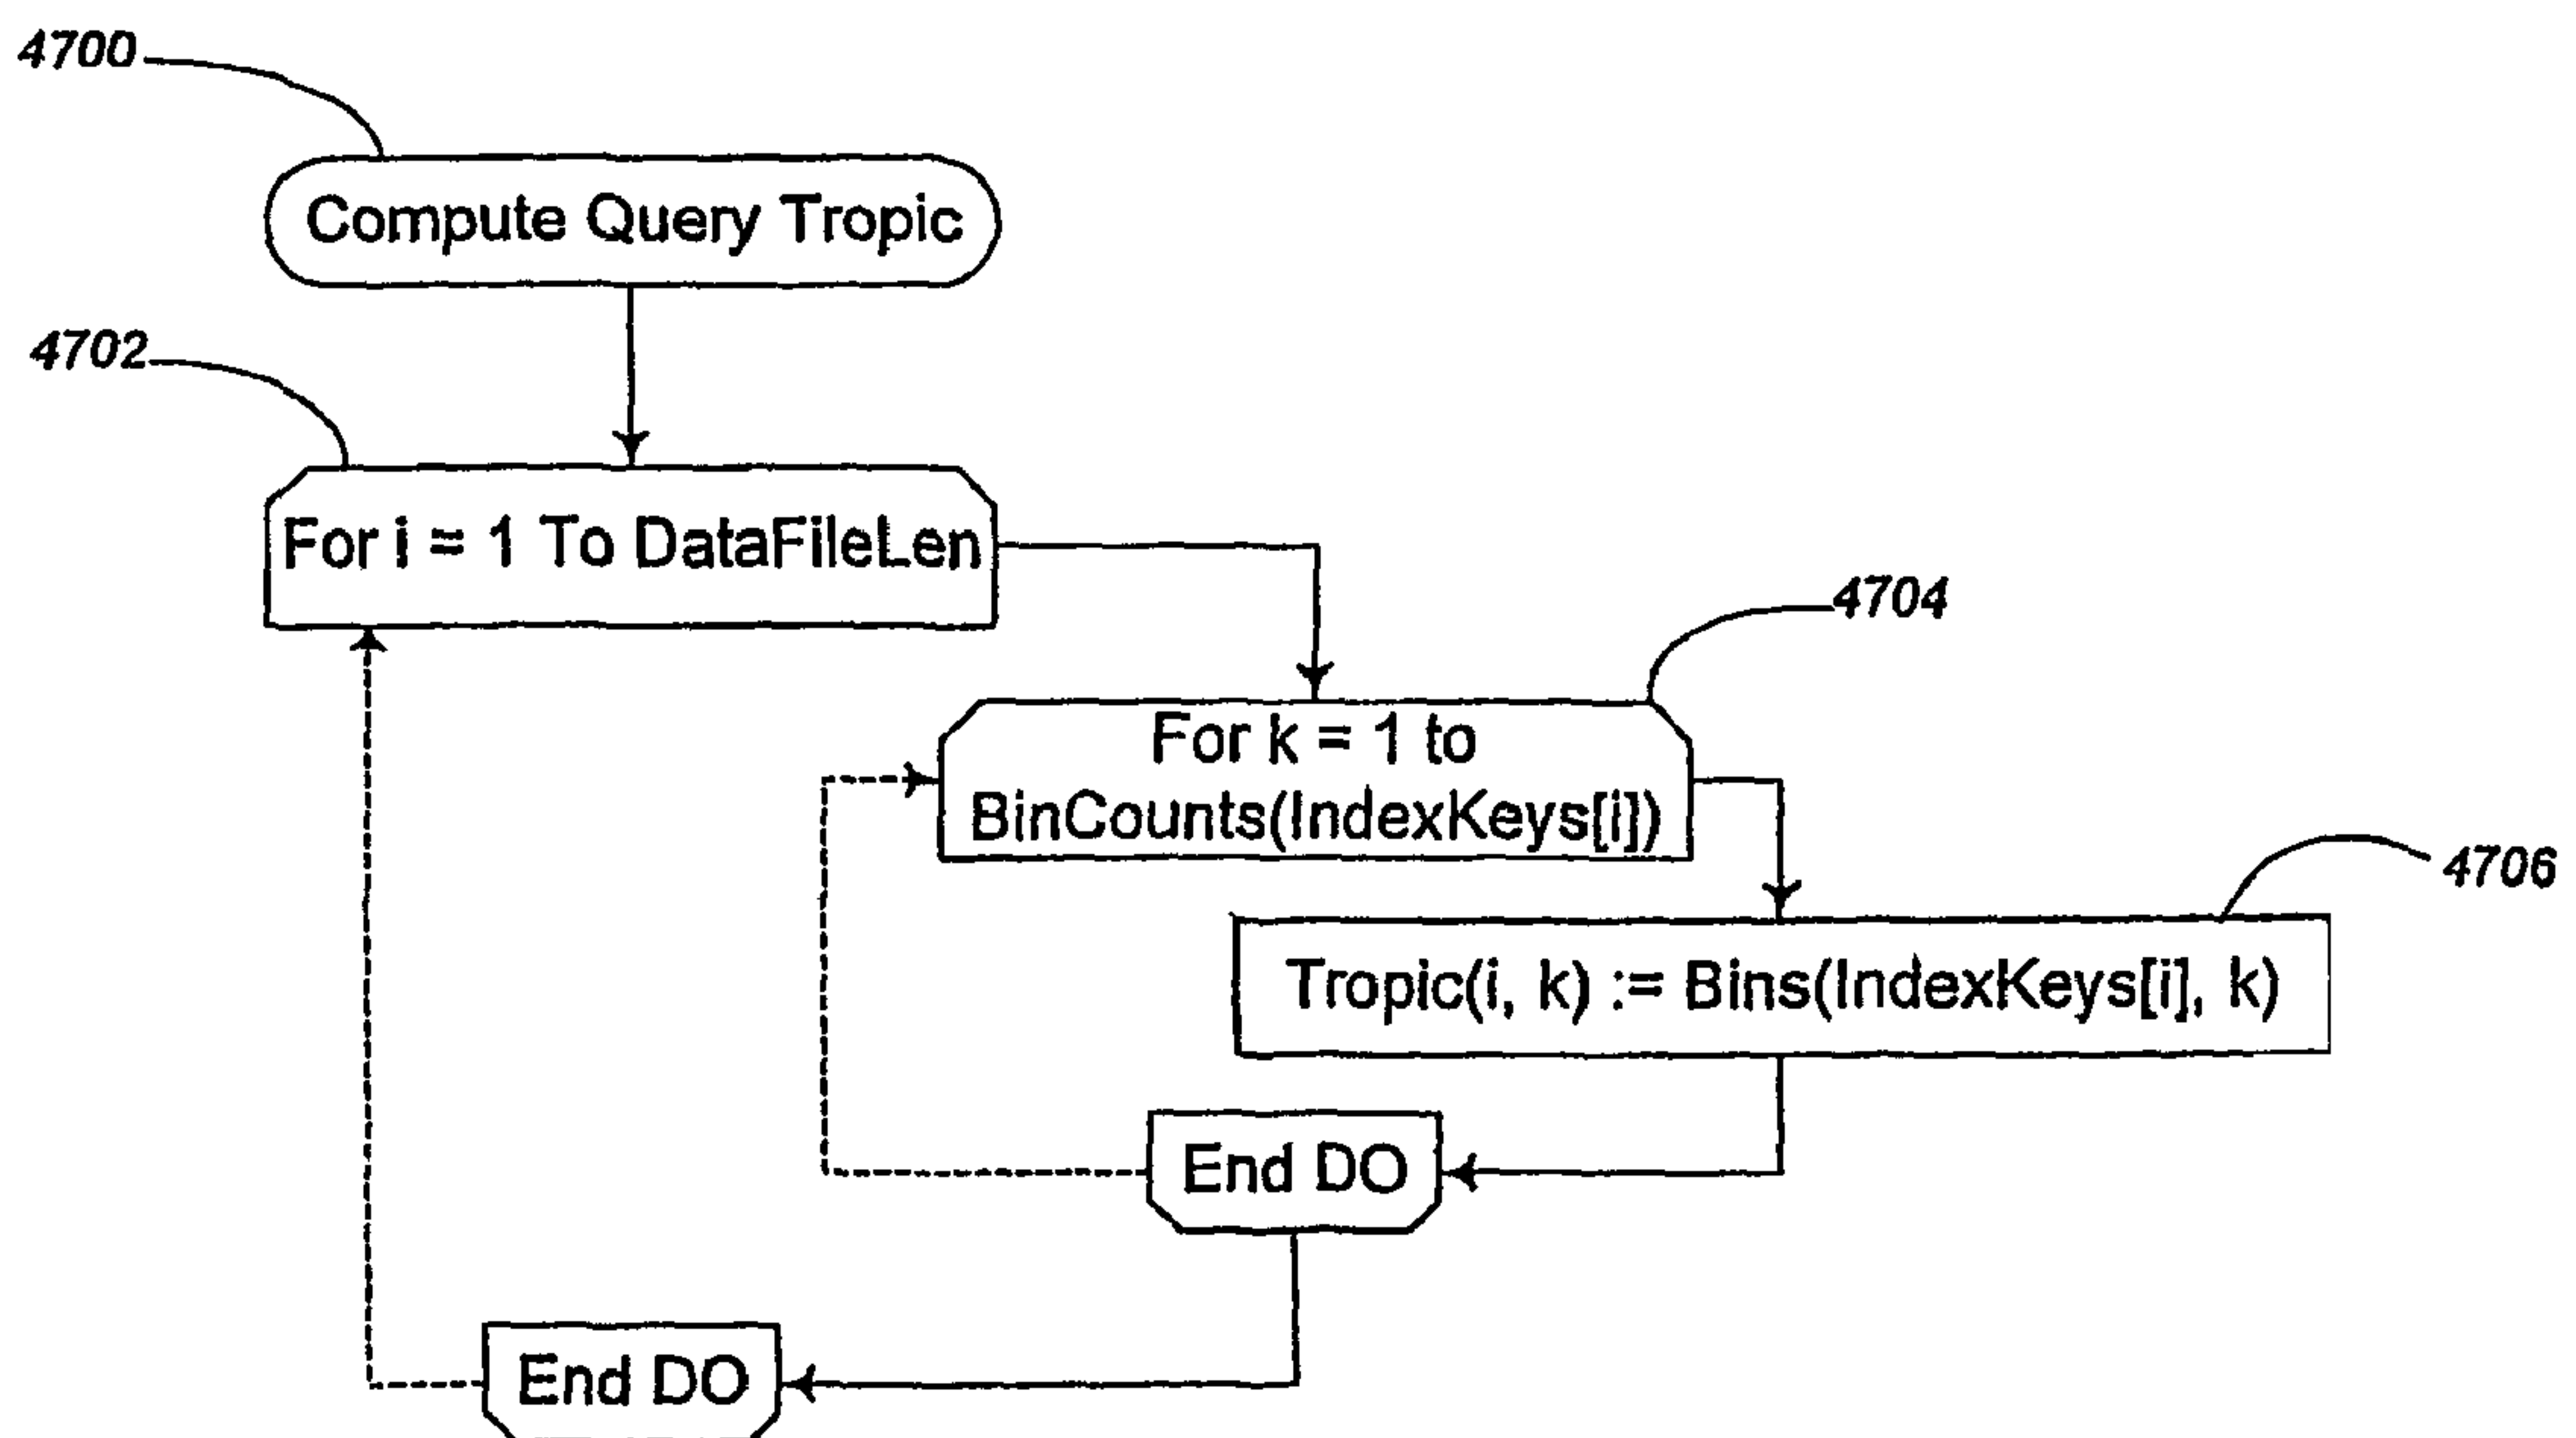 4700
Compute Query Tropic
4702
For i = 1 To DataFileLen
4704
For k = 1 to
BinCounts(IndexKeys[i])
4706
Tropic(i, k) := Bins(IndexKeys[i], k)
End DO
End DO